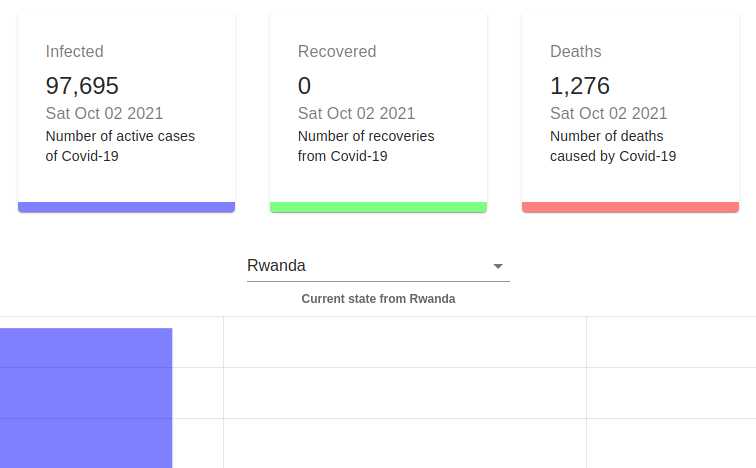 Infected
97,695
Sat Oct 02 2021
Number of active cases
of Covid-19
Recovered
0
Sat Oct 02 2021
Number of recoveries
from Covid-19
Deaths
1,276
Sat Oct 02 2021
Number of deaths
caused by Covid-19
Rwanda
Current state from Rwanda